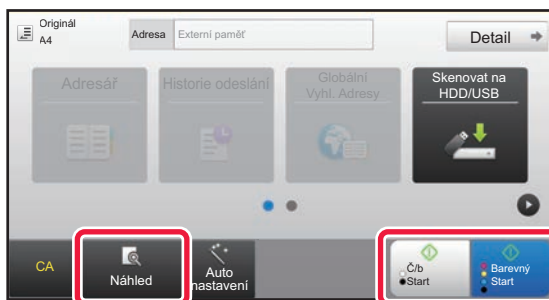 Originál
A4
Adresa
Externí paměť
Detail
Adresář
Historie odeslání
Globální
Vyhl. Adresy
Skenovat na
HDD/USB
CA
Náhled
Auto
nastavení
Č/b
Start
Barevný
Start